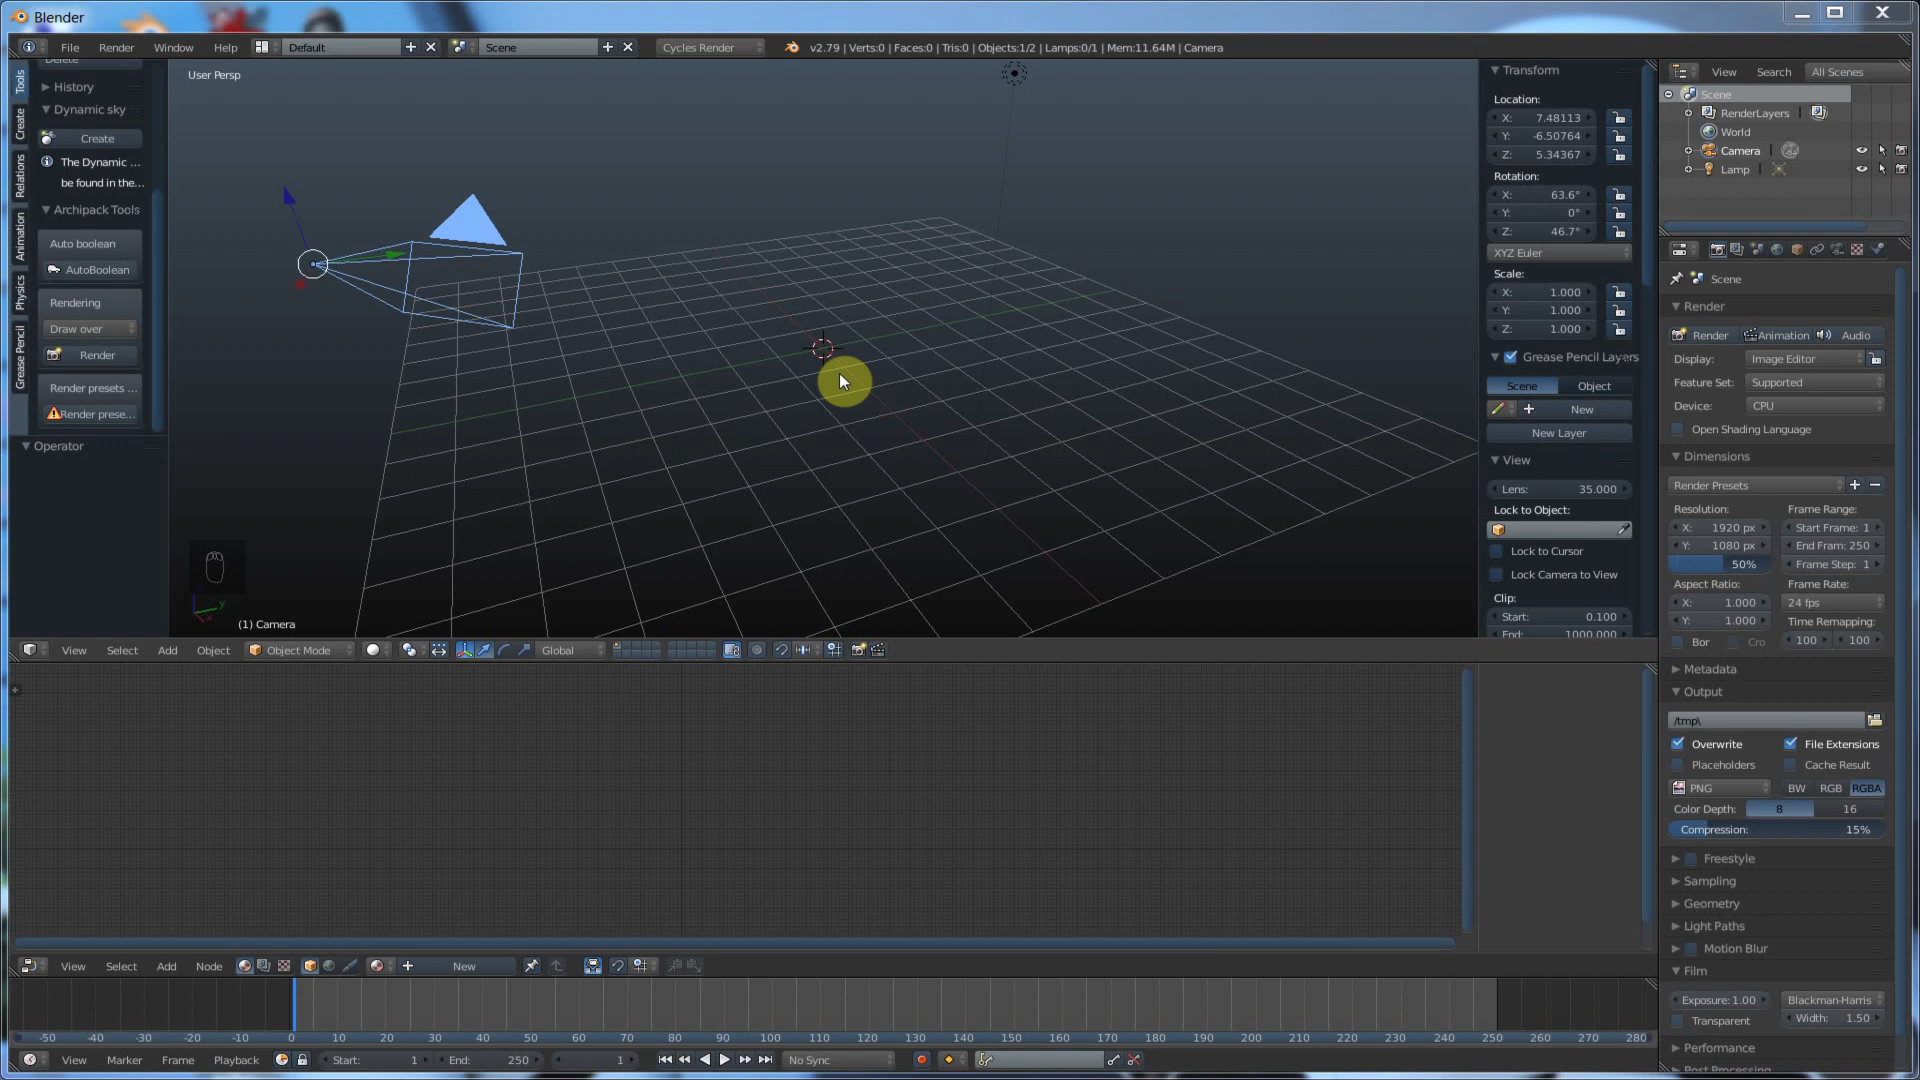 Blender
File Render Window Help Default Scene Cycles Render v2.79 | Verts:0 | Faces:0 | Tris:0 | Objects:1/2 | Lamps:0/1 | Mem:11.64M | Camera
Tools
Create
Relations
Animation
Physics
Grease Pencil
Delete
History
Dynamic sky
Create
The Dynamic ...
be found in the...
Archipack Tools
Auto boolean
AutoBoolean
Rendering
Draw over
Render
Render presets ...
Render prese...
Operator
User Persp
(1) Camera
Transform
Location:
X: 7.48113
Y: -6.50764
Z: 5.34367
Rotation:
X: 63.6°
Y: 0°
Z: 46.7°
XYZ Euler
Scale:
X: 1.000
Y: 1.000
Z: 1.000
Grease Pencil Layers
Scene Object
New
New Layer
View
Lens: 35.000
Lock to Object:
Lock to Cursor
Lock Camera to View
Clip:
Start: 0.100
End: 1000.000
View Search All Scenes
Scene
RenderLayers
World
Camera
Lamp
Scene
Render
Render Animation Audio
Display: Image Editor
Feature Set: Supported
Device: CPU
Open Shading Language
Dimensions
Render Presets
Resolution: Frame Range:
X: 1920 px Start Frame: 1
Y: 1080 px End Fram: 250
50% Frame Step: 1
Aspect Ratio: Frame Rate:
X: 1.000 24 fps
Y: 1.000 Time Remapping:
Bor Cro 100 100
Metadata
Output
/tmp\
Overwrite File Extensions
Placeholders Cache Result
PNG BW RGB RGBA
Color Depth: 8 16
Compression: 15%
Freestyle
Sampling
Geometry
Light Paths
Motion Blur
Film
Exposure: 1.00 Blackman-Harris
Transparent Width: 1.50
Performance
Post Processing
View Select Add Object Object Mode Global
View Select Add Node New
-50 -40 -30 -20 -10 0 10 20 30 40 50 60 70 80 90 100 110 120 130 140 150 160 170 180 190 200 210 220 230 240 250 260 270 280
View Marker Frame Playback Start: 1 End: 250 1 No Sync